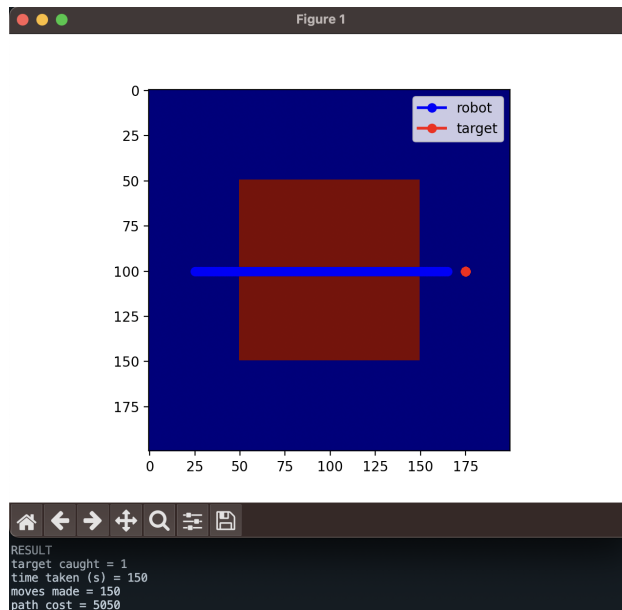 Figure 1
0
robot
target
25
50
75
100
125
150
175
0 25 50 75 100 125 150 175
RESULT
target caught = 1
time taken (s) = 150
moves made = 150
path cost = 5050